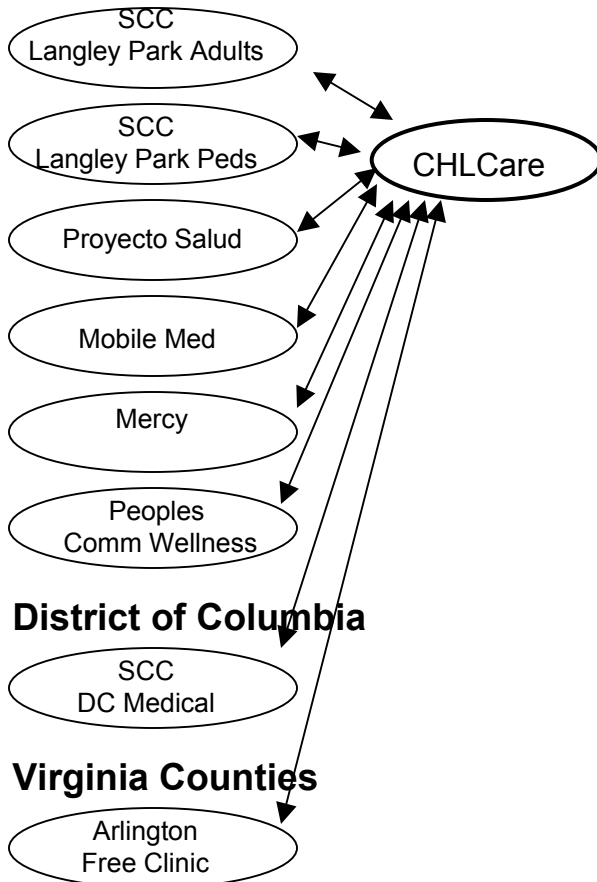 SCC
Langley Park Adults
SCC
Langley Park Peds
CHLCare
Proyecto Salud
Mobile Med
Mercy
Peoples
Comm Wellness
District of Columbia
SCC
DC Medical
Virginia Counties
Arlington
Free Clinic